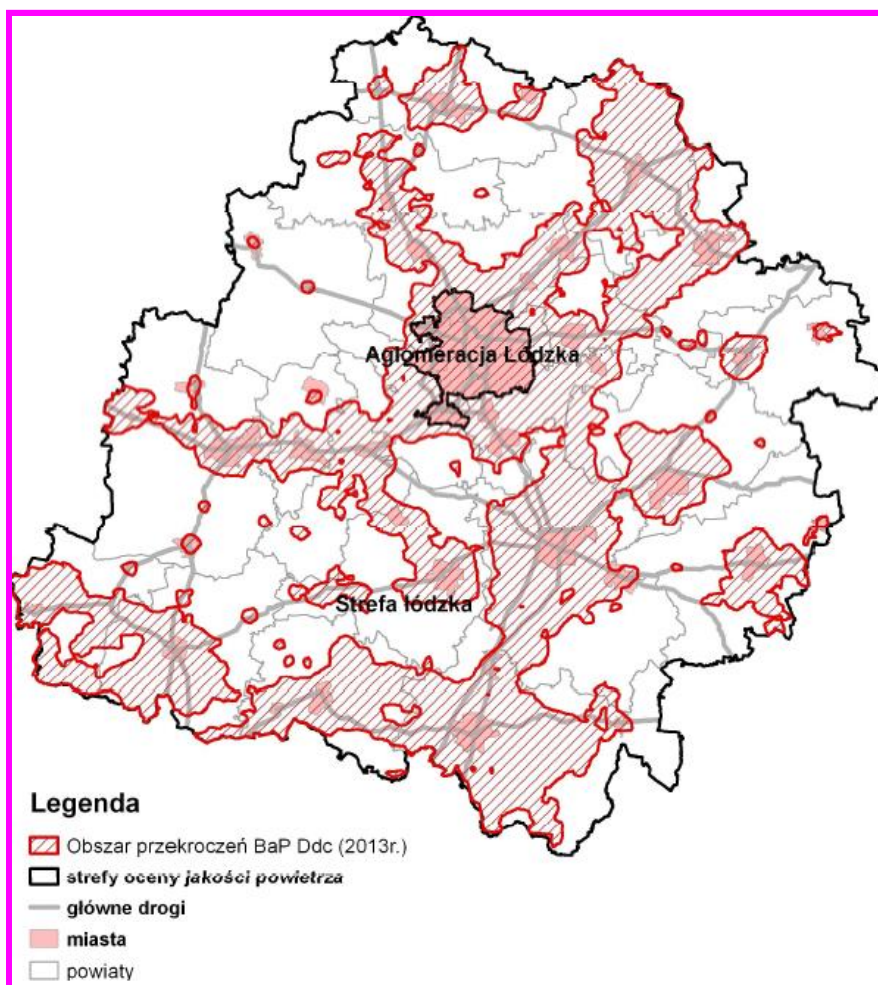 Aglomeracja Łódzka
Strefa łódzka
Legenda
Obszar przekroczeń BaP Ddc (2013r.)
strefy oceny jakości powietrza
główne drogi
miasta
powiaty